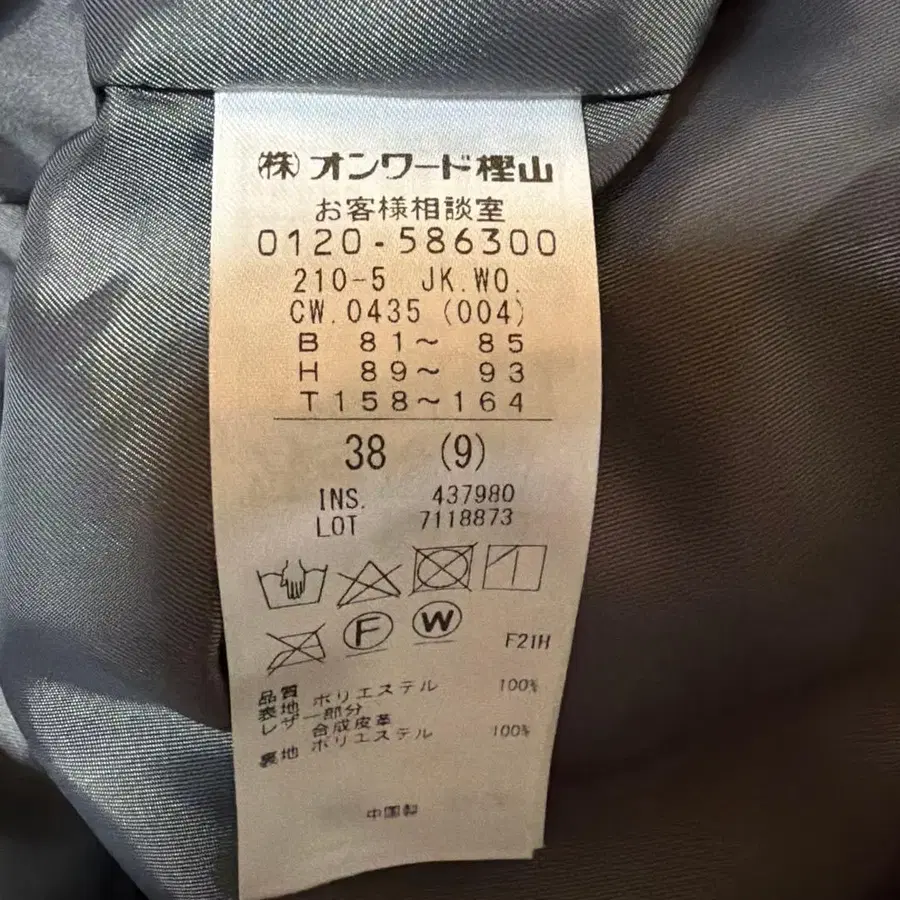 ㈱オンワード樫山
お客様相談室
0120-586300
210-5 JK.WO.
CW.0435 (004)
B 81～ 85
H 89～ 93
T158～164
38 (9)
INS. 437980
LOT 7118873
F W
F21H
品質
表地 ポリエステル 100%
レザー部分
合成皮革
裏地 ポリエステル 100%
中国製